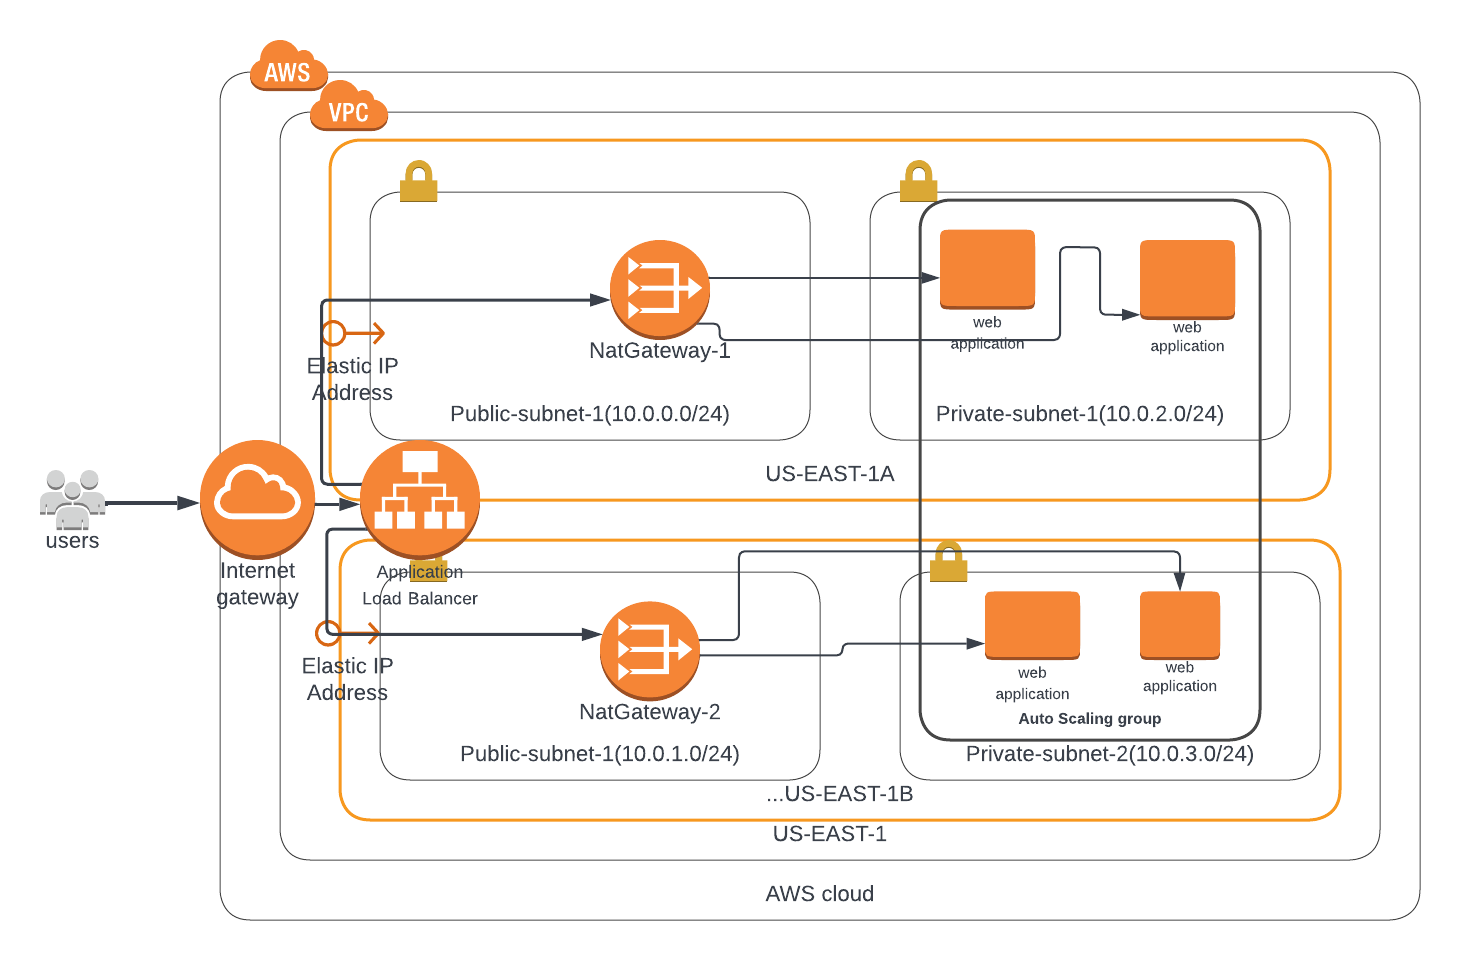 AWS
VPC
Elastic IP
Address
NatGateway-1
Public-subnet-1(10.0.0.0/24)
web
application
web
application
Private-subnet-1(10.0.2.0/24)
US-EAST-1A
users
Internet
gateway
Application
Load Balancer
Elastic IP
Address
NatGateway-2
Public-subnet-1(10.0.1.0/24)
web
application
web
application
Auto Scaling group
Private-subnet-2(10.0.3.0/24)
...US-EAST-1B
US-EAST-1
AWS cloud